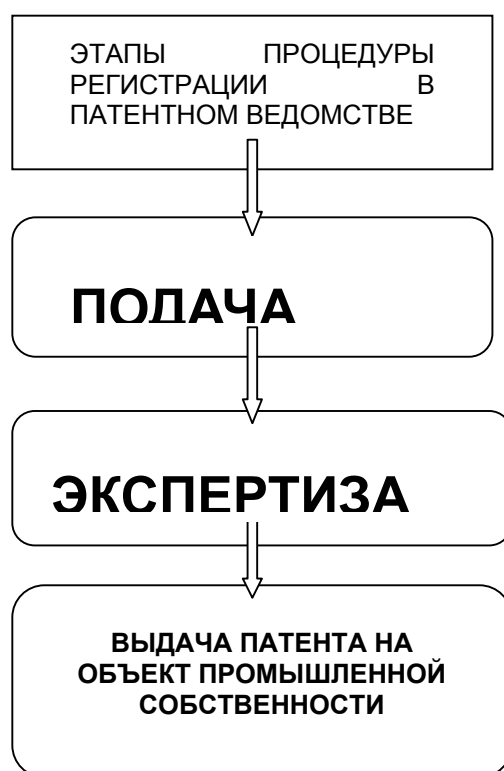 ЭТАПЫ ПРОЦЕДУРЫ
РЕГИСТРАЦИИ В
ПАТЕНТНОМ ВЕДОМСТВЕ
ПОДАЧА
ЭКСПЕРТИЗА
ВЫДАЧА ПАТЕНТА НА
ОБЪЕКТ ПРОМЫШЛЕННОЙ
СОБСТВЕННОСТИ